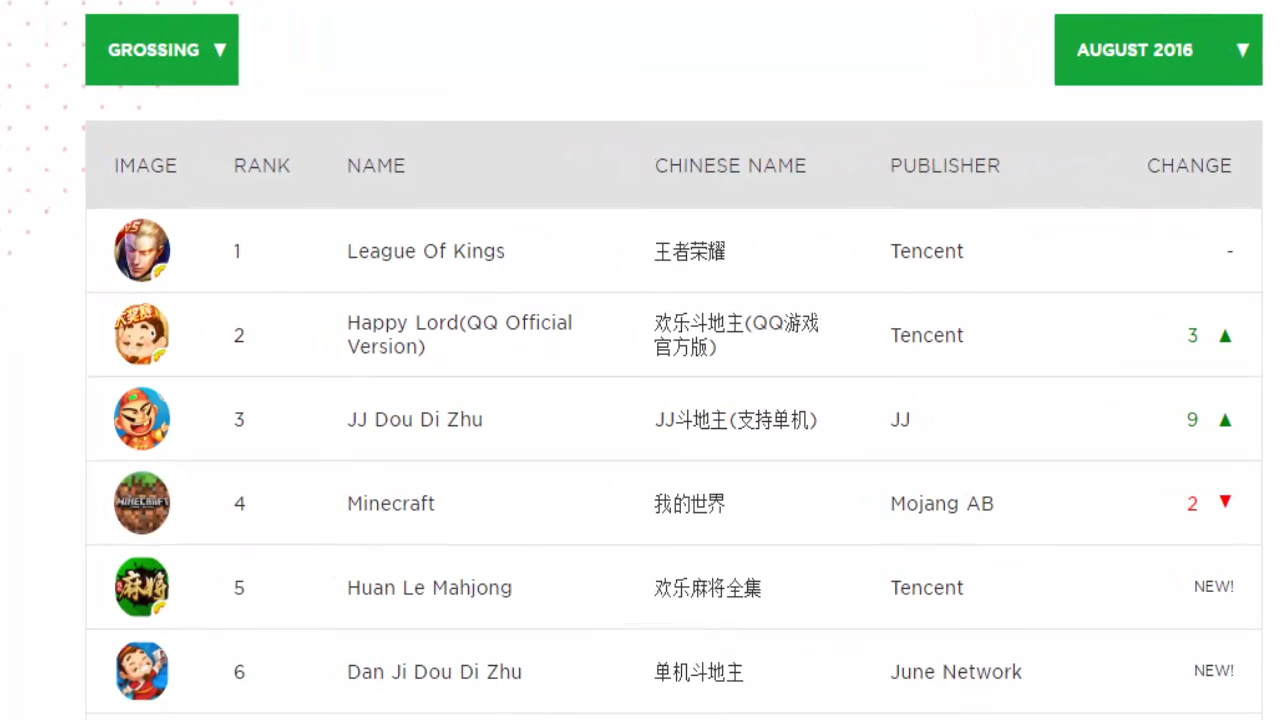 GROSSING ▼
AUGUST 2016 ▼
IMAGE RANK NAME CHINESE NAME PUBLISHER CHANGE
1 League Of Kings 王者荣耀 Tencent -
2 Happy Lord(QQ Official Version) 欢乐斗地主(QQ游戏官方版) Tencent 3 ▲
3 JJ Dou Di Zhu JJ斗地主(支持单机) JJ 9 ▲
MINECRAFT
4 Minecraft 我的世界 Mojang AB 2 ▼
麻将
5 Huan Le Mahjong 欢乐麻将全集 Tencent NEW!
6 Dan Ji Dou Di Zhu 单机斗地主 June Network NEW!